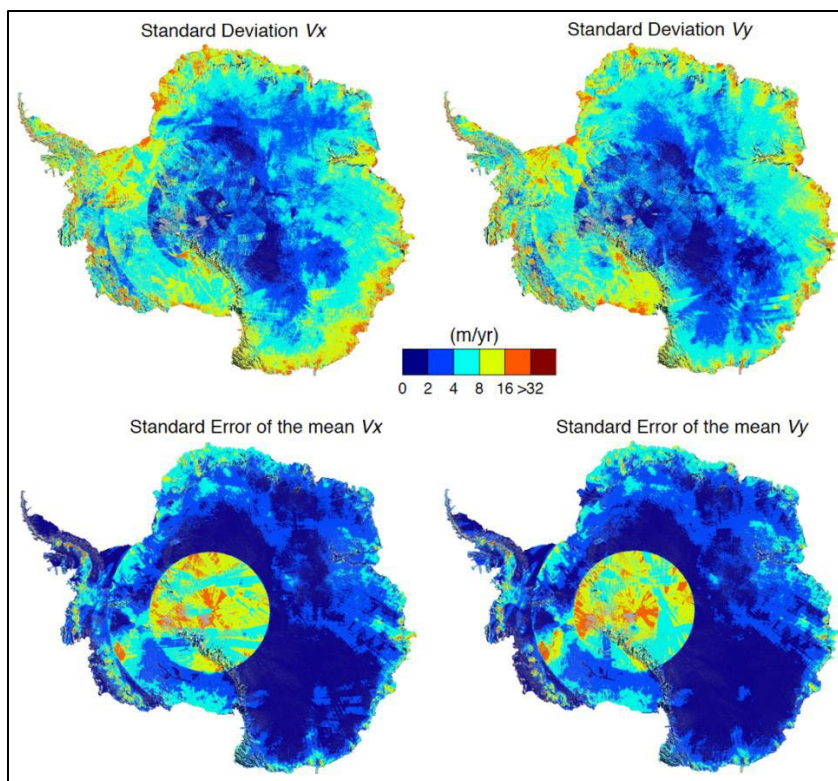 Standard Deviation Vx
Standard Deviation Vy
(m/yr)
0 2 4 8 16 >32
Standard Error of the mean Vx
Standard Error of the mean Vy